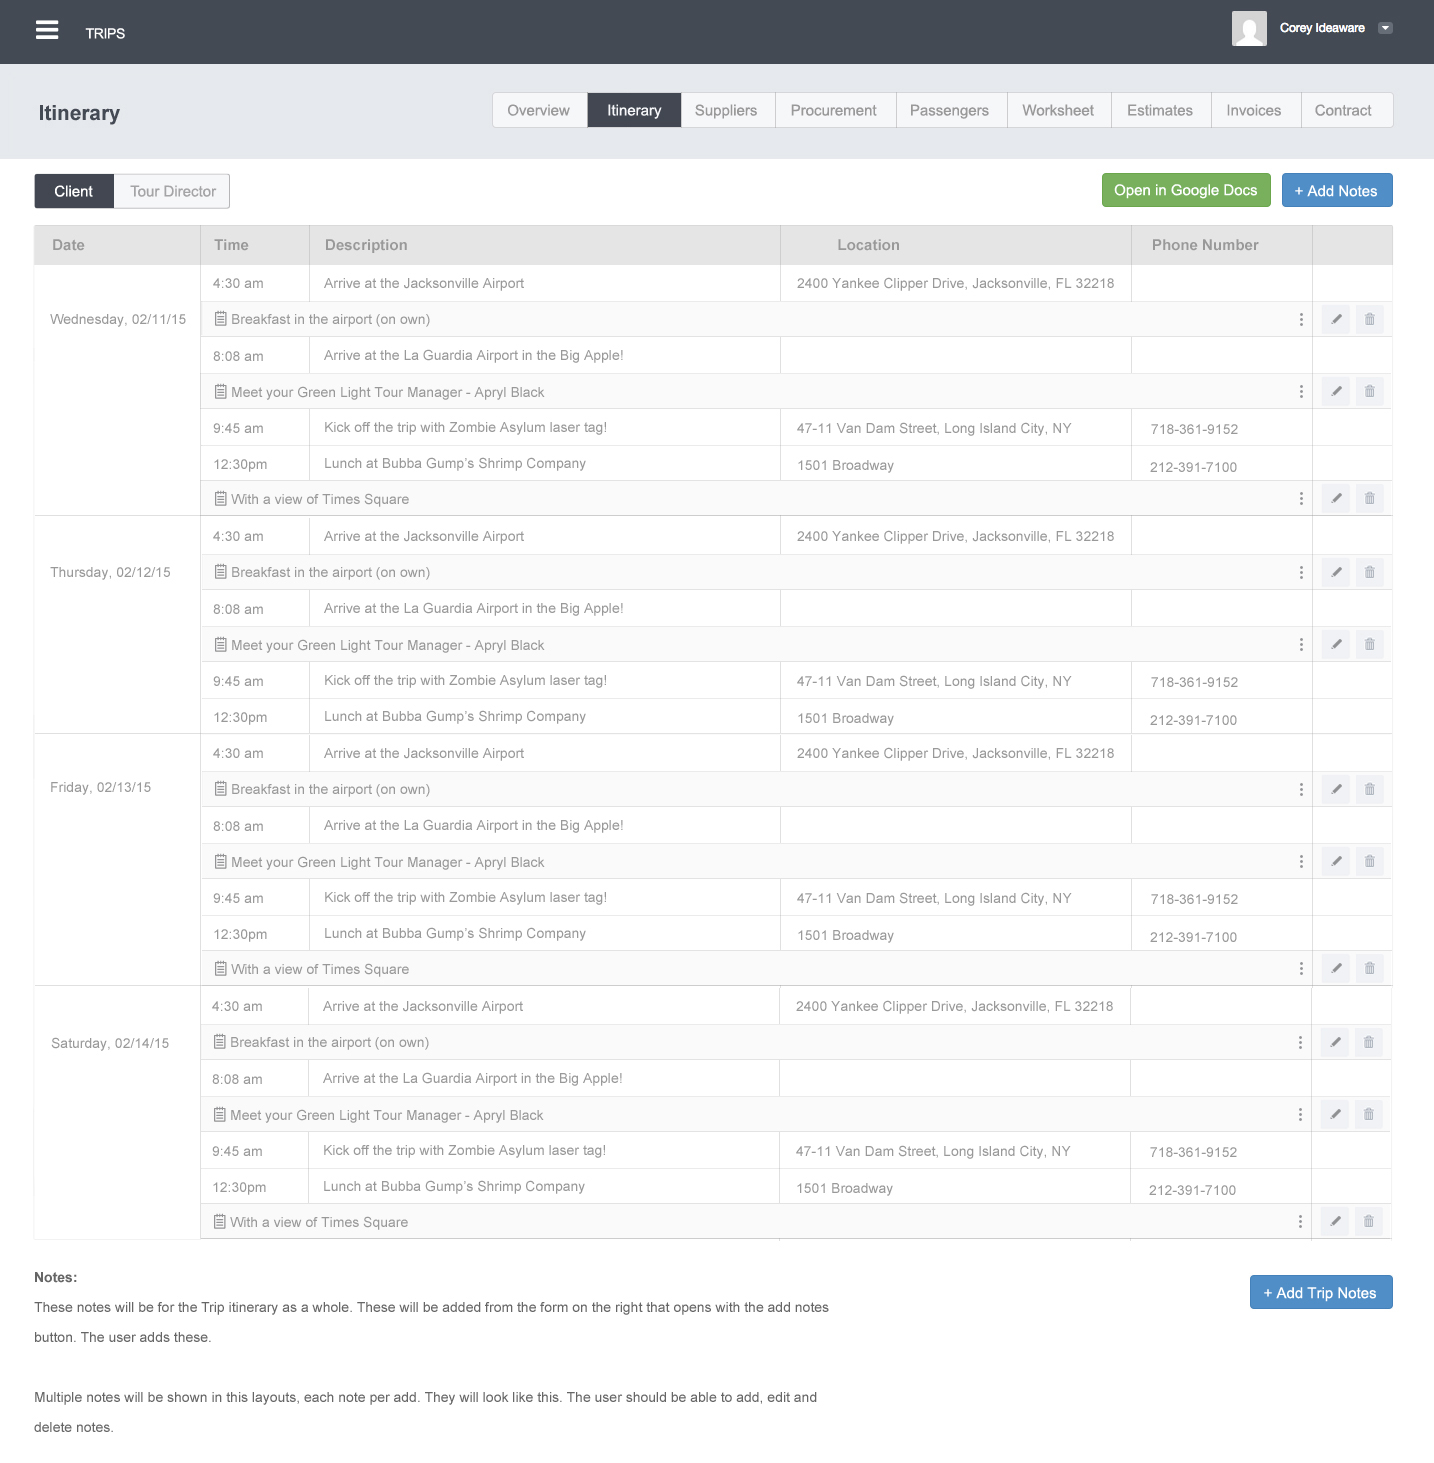 TRIPS
Corey Ideaware
Itinerary
Overview Itinerary Suppliers Procurement Passengers Worksheet Estimates Invoices Contract
Client Tour Director
Open in Google Docs + Add Notes
Date Time Description Location Phone Number
4:30 am Arrive at the Jacksonville Airport 2400 Yankee Clipper Drive, Jacksonville, FL 32218
Wednesday, 02/11/15 Breakfast in the airport (on own)
8:08 am Arrive at the La Guardia Airport in the Big Apple!
Meet your Green Light Tour Manager - Apryl Black
9:45 am Kick off the trip with Zombie Asylum laser tag! 47-11 Van Dam Street, Long Island City, NY 718-361-9152
12:30pm Lunch at Bubba Gump's Shrimp Company 1501 Broadway 212-391-7100
With a view of Times Square
4:30 am Arrive at the Jacksonville Airport 2400 Yankee Clipper Drive, Jacksonville, FL 32218
Thursday, 02/12/15 Breakfast in the airport (on own)
8:08 am Arrive at the La Guardia Airport in the Big Apple!
Meet your Green Light Tour Manager - Apryl Black
9:45 am Kick off the trip with Zombie Asylum laser tag! 47-11 Van Dam Street, Long Island City, NY 718-361-9152
12:30pm Lunch at Bubba Gump's Shrimp Company 1501 Broadway 212-391-7100
4:30 am Arrive at the Jacksonville Airport 2400 Yankee Clipper Drive, Jacksonville, FL 32218
Friday, 02/13/15 Breakfast in the airport (on own)
8:08 am Arrive at the La Guardia Airport in the Big Apple!
Meet your Green Light Tour Manager - Apryl Black
9:45 am Kick off the trip with Zombie Asylum laser tag! 47-11 Van Dam Street, Long Island City, NY 718-361-9152
12:30pm Lunch at Bubba Gump's Shrimp Company 1501 Broadway 212-391-7100
With a view of Times Square
4:30 am Arrive at the Jacksonville Airport 2400 Yankee Clipper Drive, Jacksonville, FL 32218
Saturday, 02/14/15 Breakfast in the airport (on own)
8:08 am Arrive at the La Guardia Airport in the Big Apple!
Meet your Green Light Tour Manager - Apryl Black
9:45 am Kick off the trip with Zombie Asylum laser tag! 47-11 Van Dam Street, Long Island City, NY 718-361-9152
12:30pm Lunch at Bubba Gump's Shrimp Company 1501 Broadway 212-391-7100
With a view of Times Square
Notes:
+ Add Trip Notes
These notes will be for the Trip itinerary as a whole. These will be added from the form on the right that opens with the add notes
button. The user adds these.
Multiple notes will be shown in this layouts, each note per add. They will look like this. The user should be able to add, edit and
delete notes.